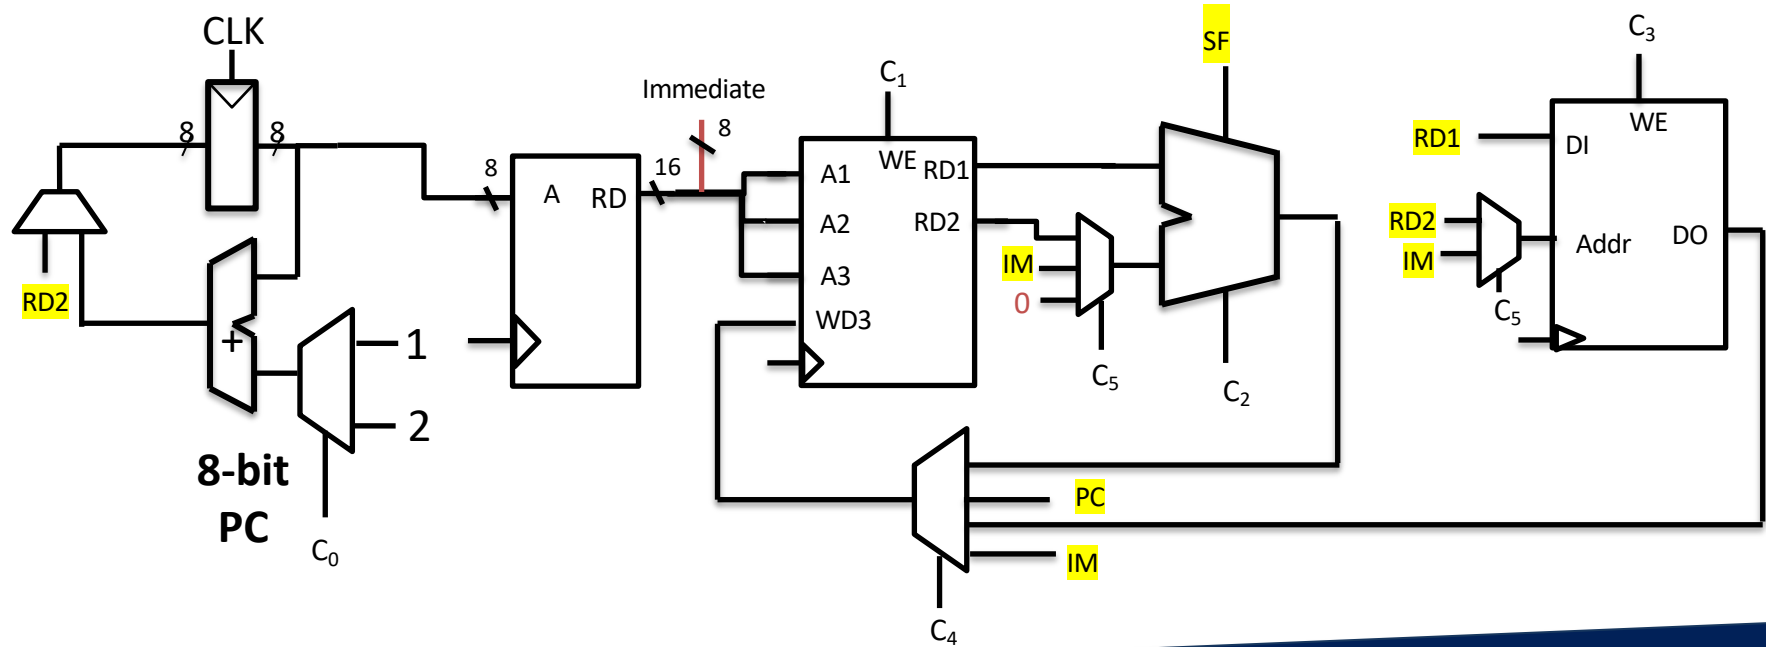 CLK
8
8
RD2
+
1
2
8-bit
PC
C₀
8
A
RD
16
Immediate
8
C₁
WE
A1
A2
A3
WD3
RD1
RD2
IM
0
C₅
SF
C₂
PC
IM
C₄
C₃
RD1
RD2
IM
C₅
WE
DI
Addr
DO